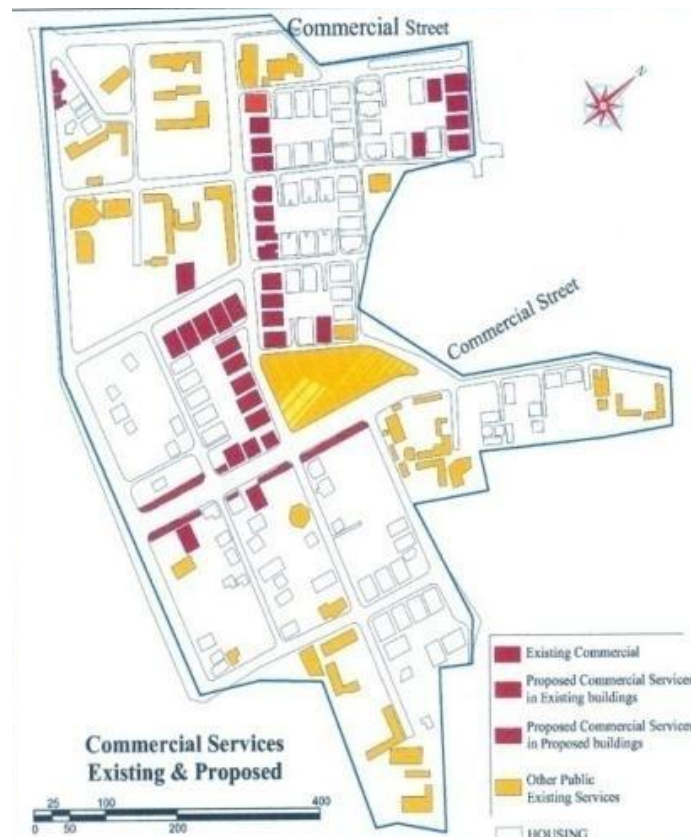 Commercial Street
N
Commercial Street
Existing Commercial
Proposed Commercial Services
in Existing buildings
Proposed Commercial Services
in Proposed buildings
Other Public
Existing Services
HOUSING
Commercial Services
Existing & Proposed
25 100 400
0 50 200